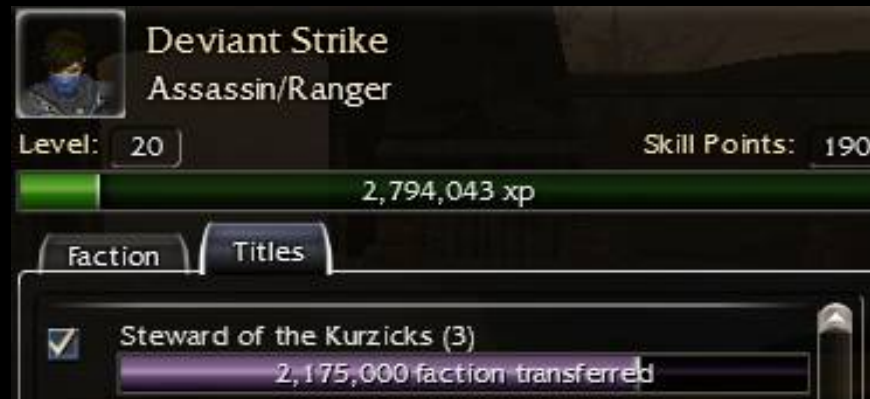 Deviant Strike
Assassin/Ranger
Level: 20 Skill Points: 190
2,794,043 xp
Faction Titles
Steward of the Kurzicks (3)
2,175,000 faction transferred